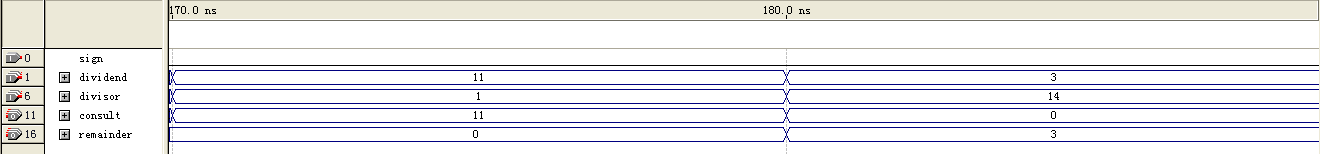 170.0 ns 180.0 ns
0 sign
1 dividend 11 3
6 divisor 1 14
11 consult 11 0
16 remainder 0 3